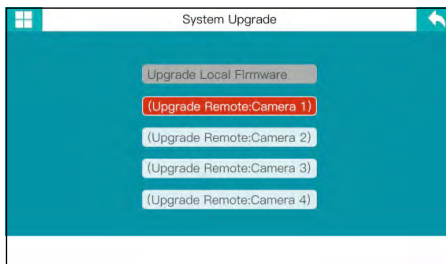 System Upgrade
Upgrade Local Firmware
(Upgrade Remote:Camera 1)
(Upgrade Remote:Camera 2)
(Upgrade Remote:Camera 3)
(Upgrade Remote:Camera 4)